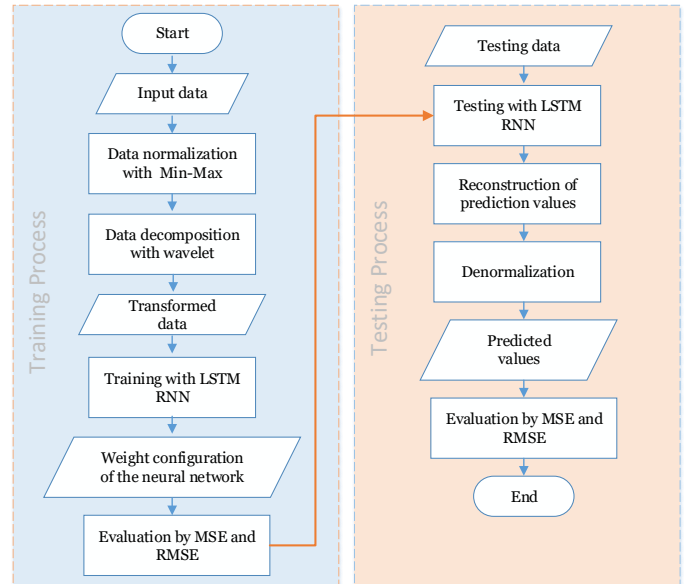 Start
Input data
Data normalization
with Min-Max
Data decomposition
with wavelet
Transformed
data
Training with LSTM
RNN
Weight configuration
of the neural network
Evaluation by MSE and
RMSE
Training Process
Testing data
Testing with LSTM
RNN
Reconstruction of
prediction values
Denormalization
Predicted
values
Evaluation by MSE and
RMSE
End
Testing Process